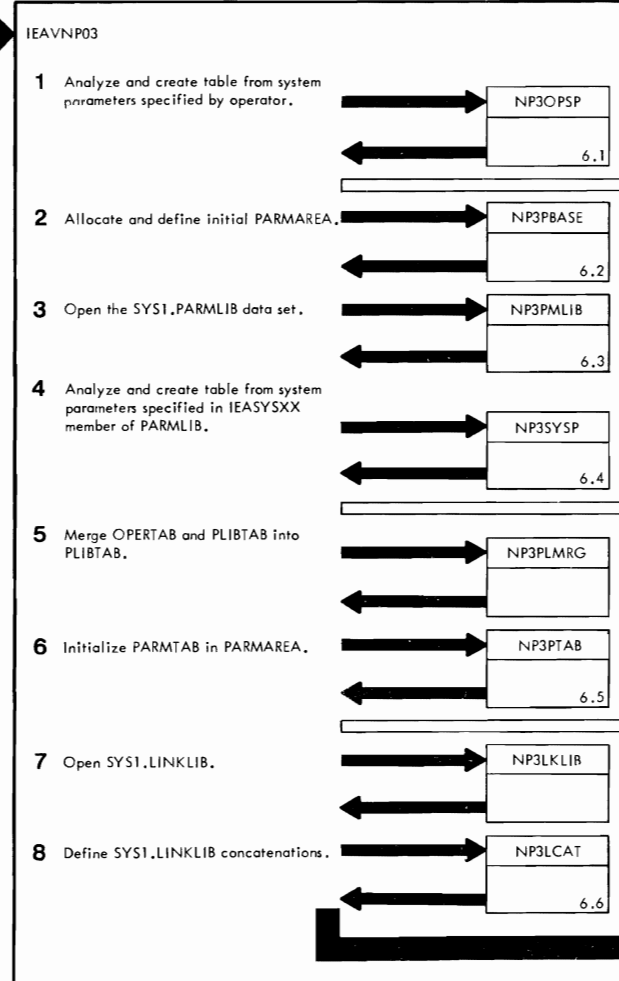 IEAVNP03
1 Analyze and create table from system
parameters specified by operator.
NP3OPSP
6.1
2 Allocate and define initial PARMAREA.
NP3PBASE
6.2
3 Open the SYS1.PARMLIB data set.
NP3PMLIB
6.3
4 Analyze and create table from system
parameters specified in IEASYSXX
member of PARMLIB.
NP3SYSP
6.4
5 Merge OPERTAB and PLIBTAB into
PLIBTAB.
NP3PLMRG
6 Initialize PARMTAB in PARMAREA.
NP3PTAB
6.5
7 Open SYS1.LINKLIB.
NP3LKLIB
8 Define SYS1.LINKLIB concatenations.
NP3LCAT
6.6